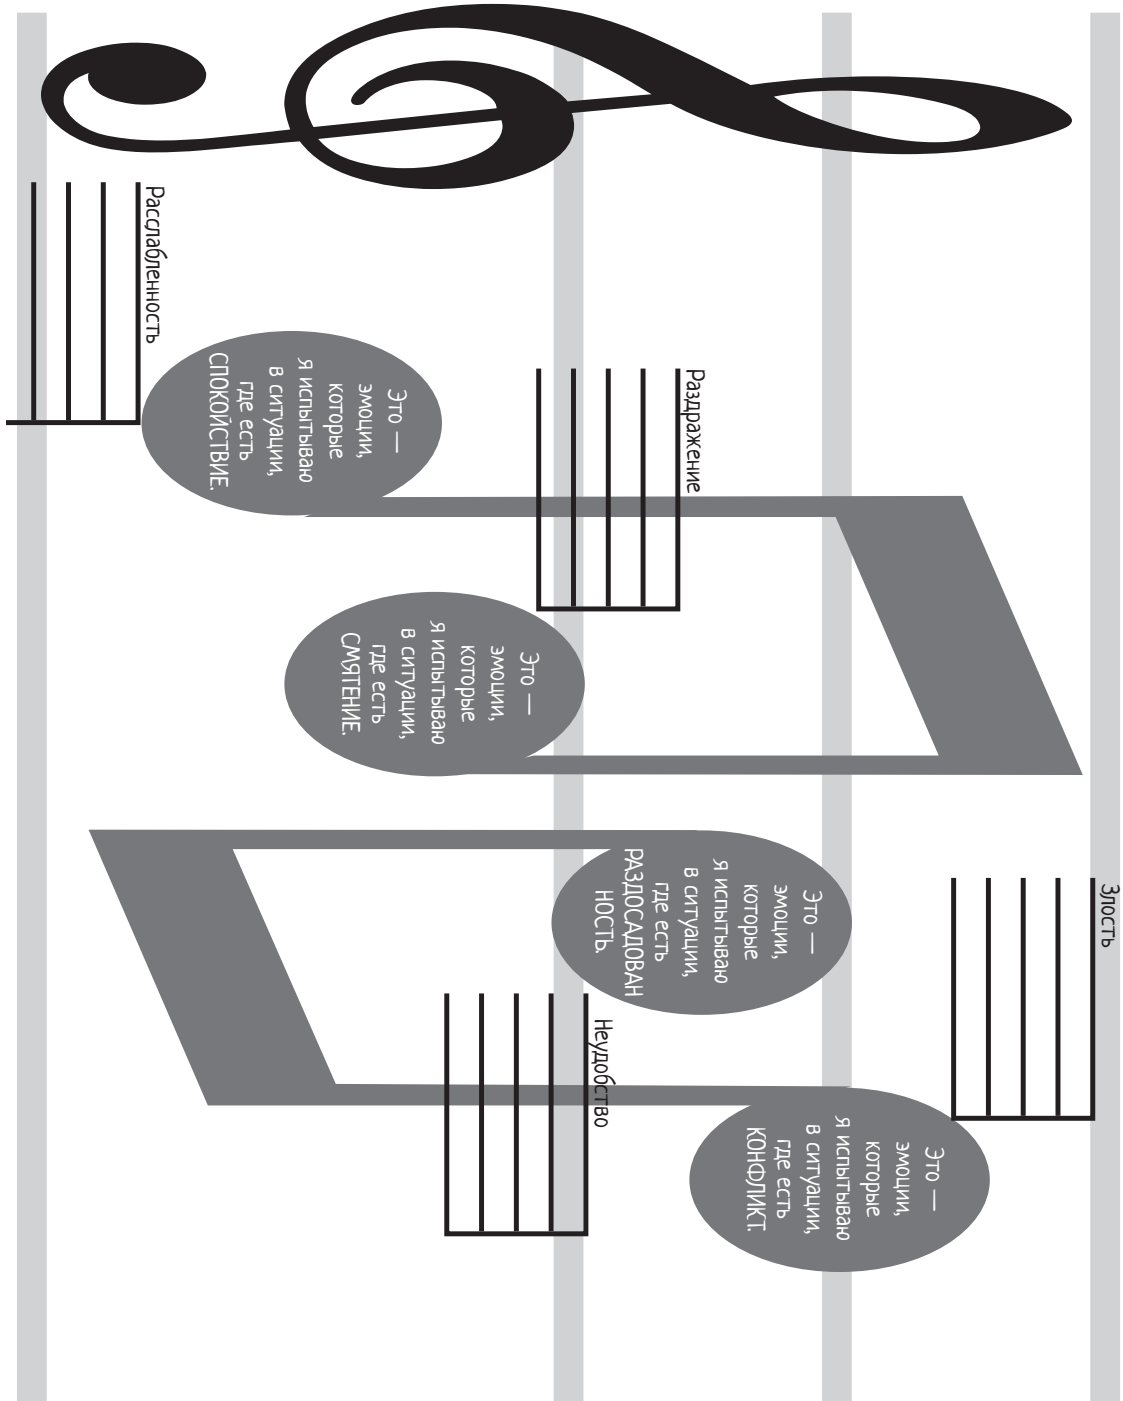 Расслабленность
Это —
эмоции,
которые
я испытываю
в ситуации,
где есть
СПОКОЙСТВИЕ.
Раздражение
Это —
эмоции,
которые
я испытываю
в ситуации,
где есть
СМЯТЕНИЕ.
Это —
эмоции,
которые
я испытываю
в ситуации,
где есть
РАЗДОСАДОВАН
НОСТЬ.
Неудобство
Злость
Это —
эмоции,
которые
я испытываю
в ситуации,
где есть
КОНФЛИКТ.